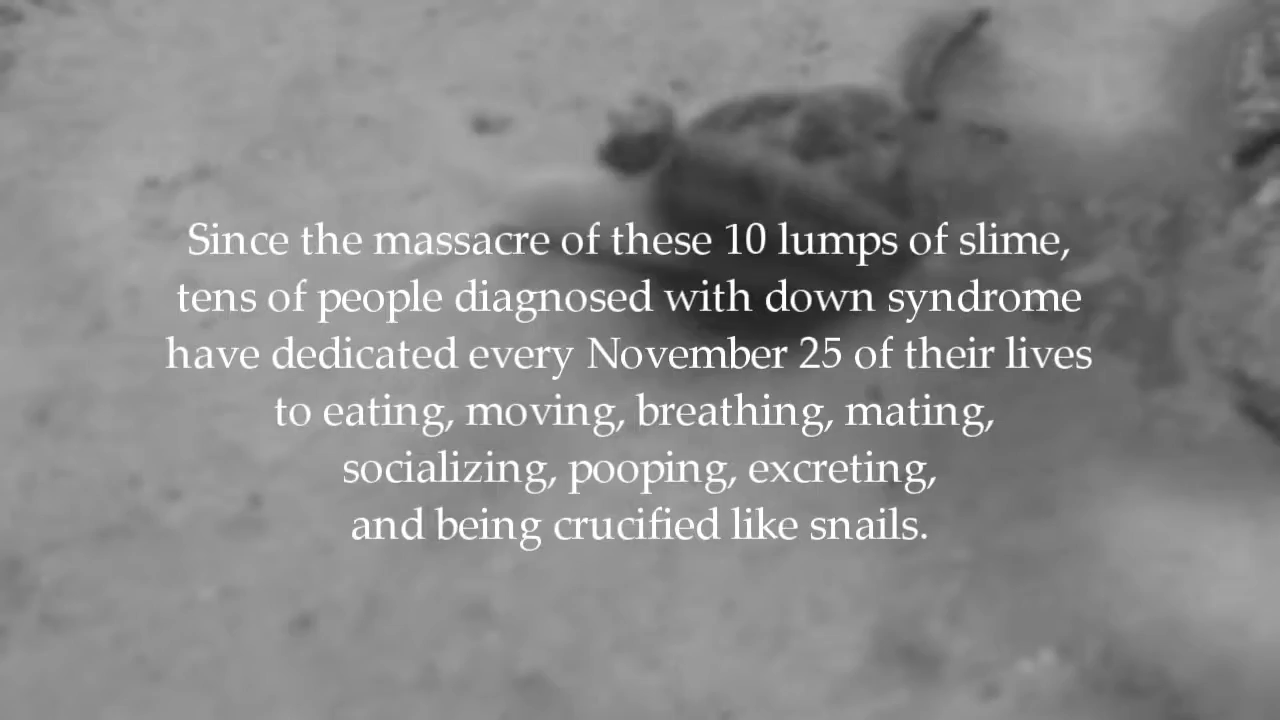 Since the massacre of these 10 lumps of slime,
tens of people diagnosed with down syndrome
have dedicated every November 25 of their lives
to eating, moving, breathing, mating,
socializing, pooping, excreting,
and being crucified like snails.